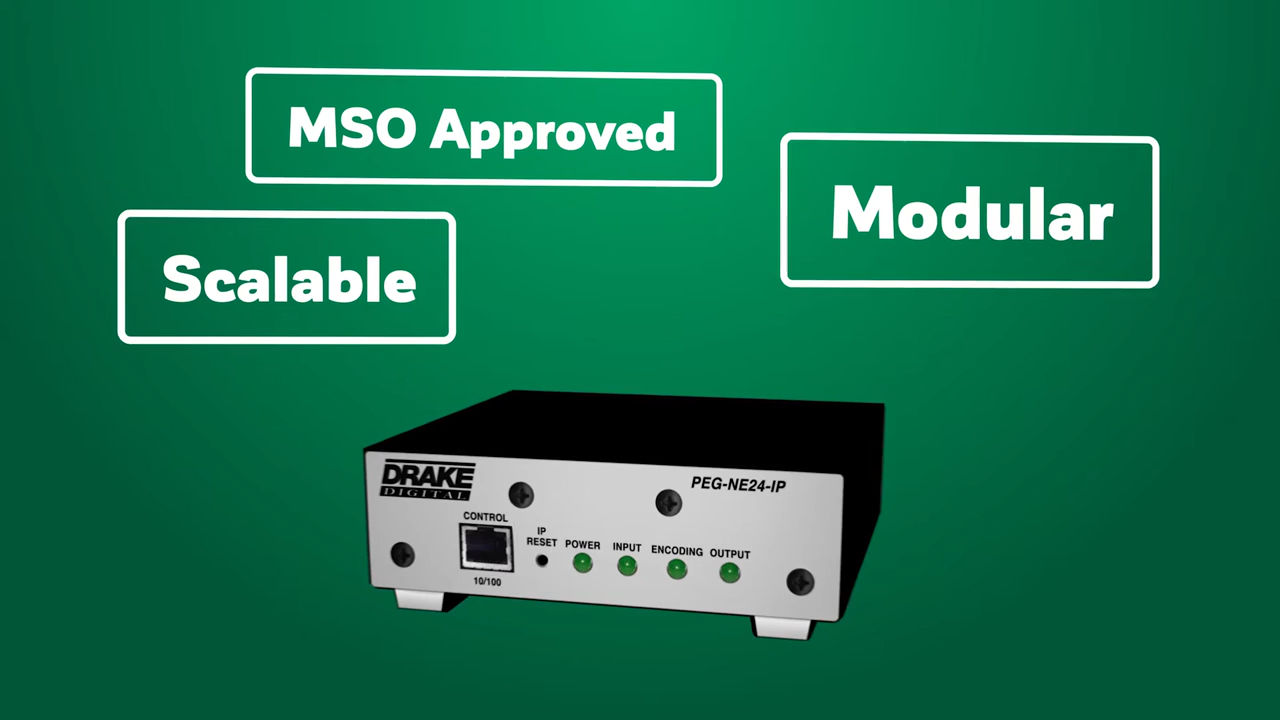 MSO Approved
Modular
Scalable
DRAKE
DIGITAL
PEG-NE24-IP
CONTROL
10/100
IP
RESET
POWER
INPUT
ENCODING
OUTPUT